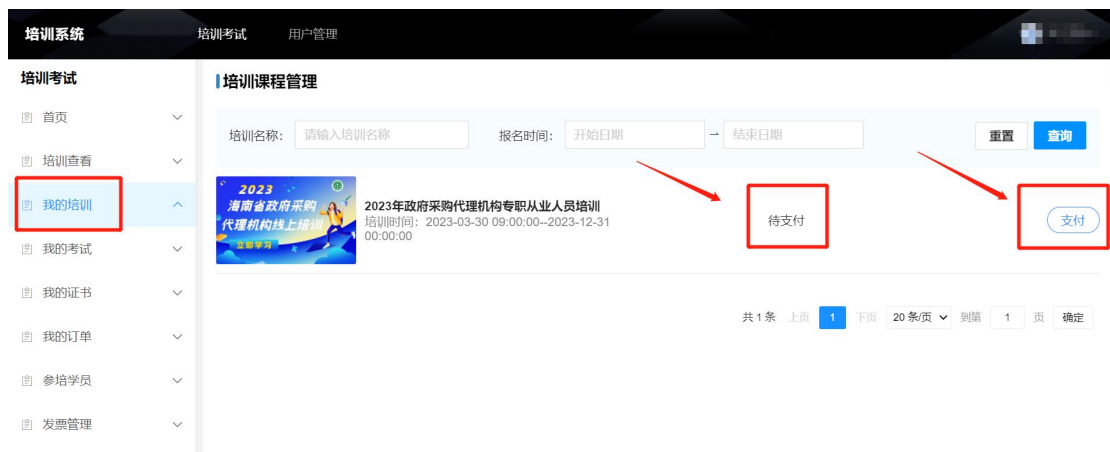 培训系统 培训考试 用户管理
培训考试
首页
培训查看
我的培训
我的考试
我的证书
我的订单
参培学员
发票管理
培训课程管理
培训名称： 请输入培训名称 报名时间： 开始日期 → 结束日期 重置 查询
2023
海南省政府采购
代理机构线上培训
立即学习
2023年政府采购代理机构专职从业人员培训
培训时间：2023-03-30 09:00:00--2023-12-31
00:00:00
待支付
支付
共 1 条 上页 1 下页 20 条/页 到第 1 页 确定